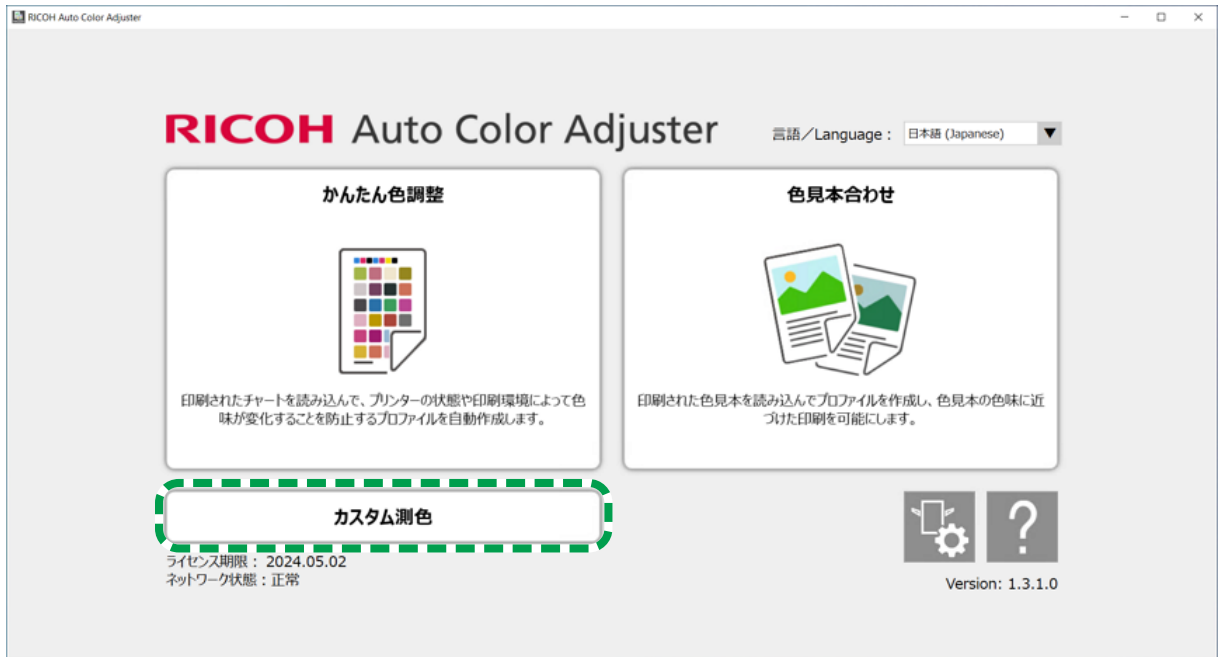 RICOH Auto Color Adjuster
RICOH Auto Color Adjuster
言語／Language : 日本語 (Japanese)
かんたん色調整
印刷されたチャートを読み込んで、プリンターの状態や印刷環境によって色
味が変化することを防止するプロファイルを自動作成します。
色見本合わせ
印刷された色見本を読み込んでプロファイルを作成し、色見本の色味に近
づけた印刷を可能にします。
カスタム測色
ライセンス期限： 2024.05.02
ネットワーク状態：正常
Version: 1.3.1.0